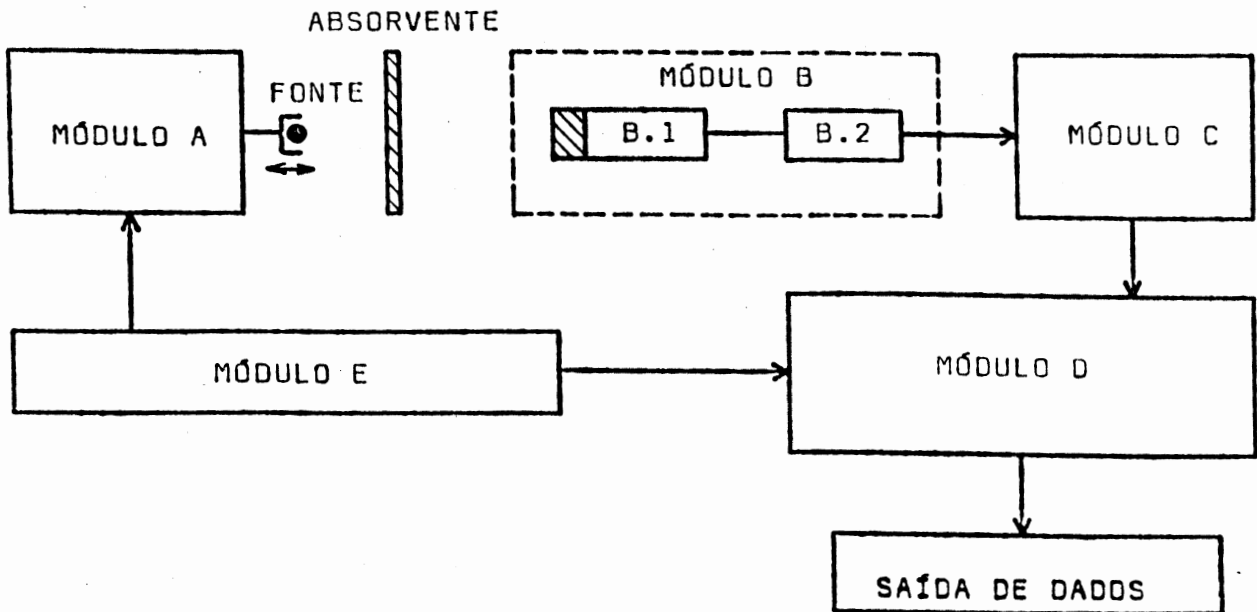 ABSORVENTE
MÓDULO A
FONTE
MÓDULO B
B.1
B.2
MÓDULO C
MÓDULO E
MÓDULO D
SAÍDA DE DADOS